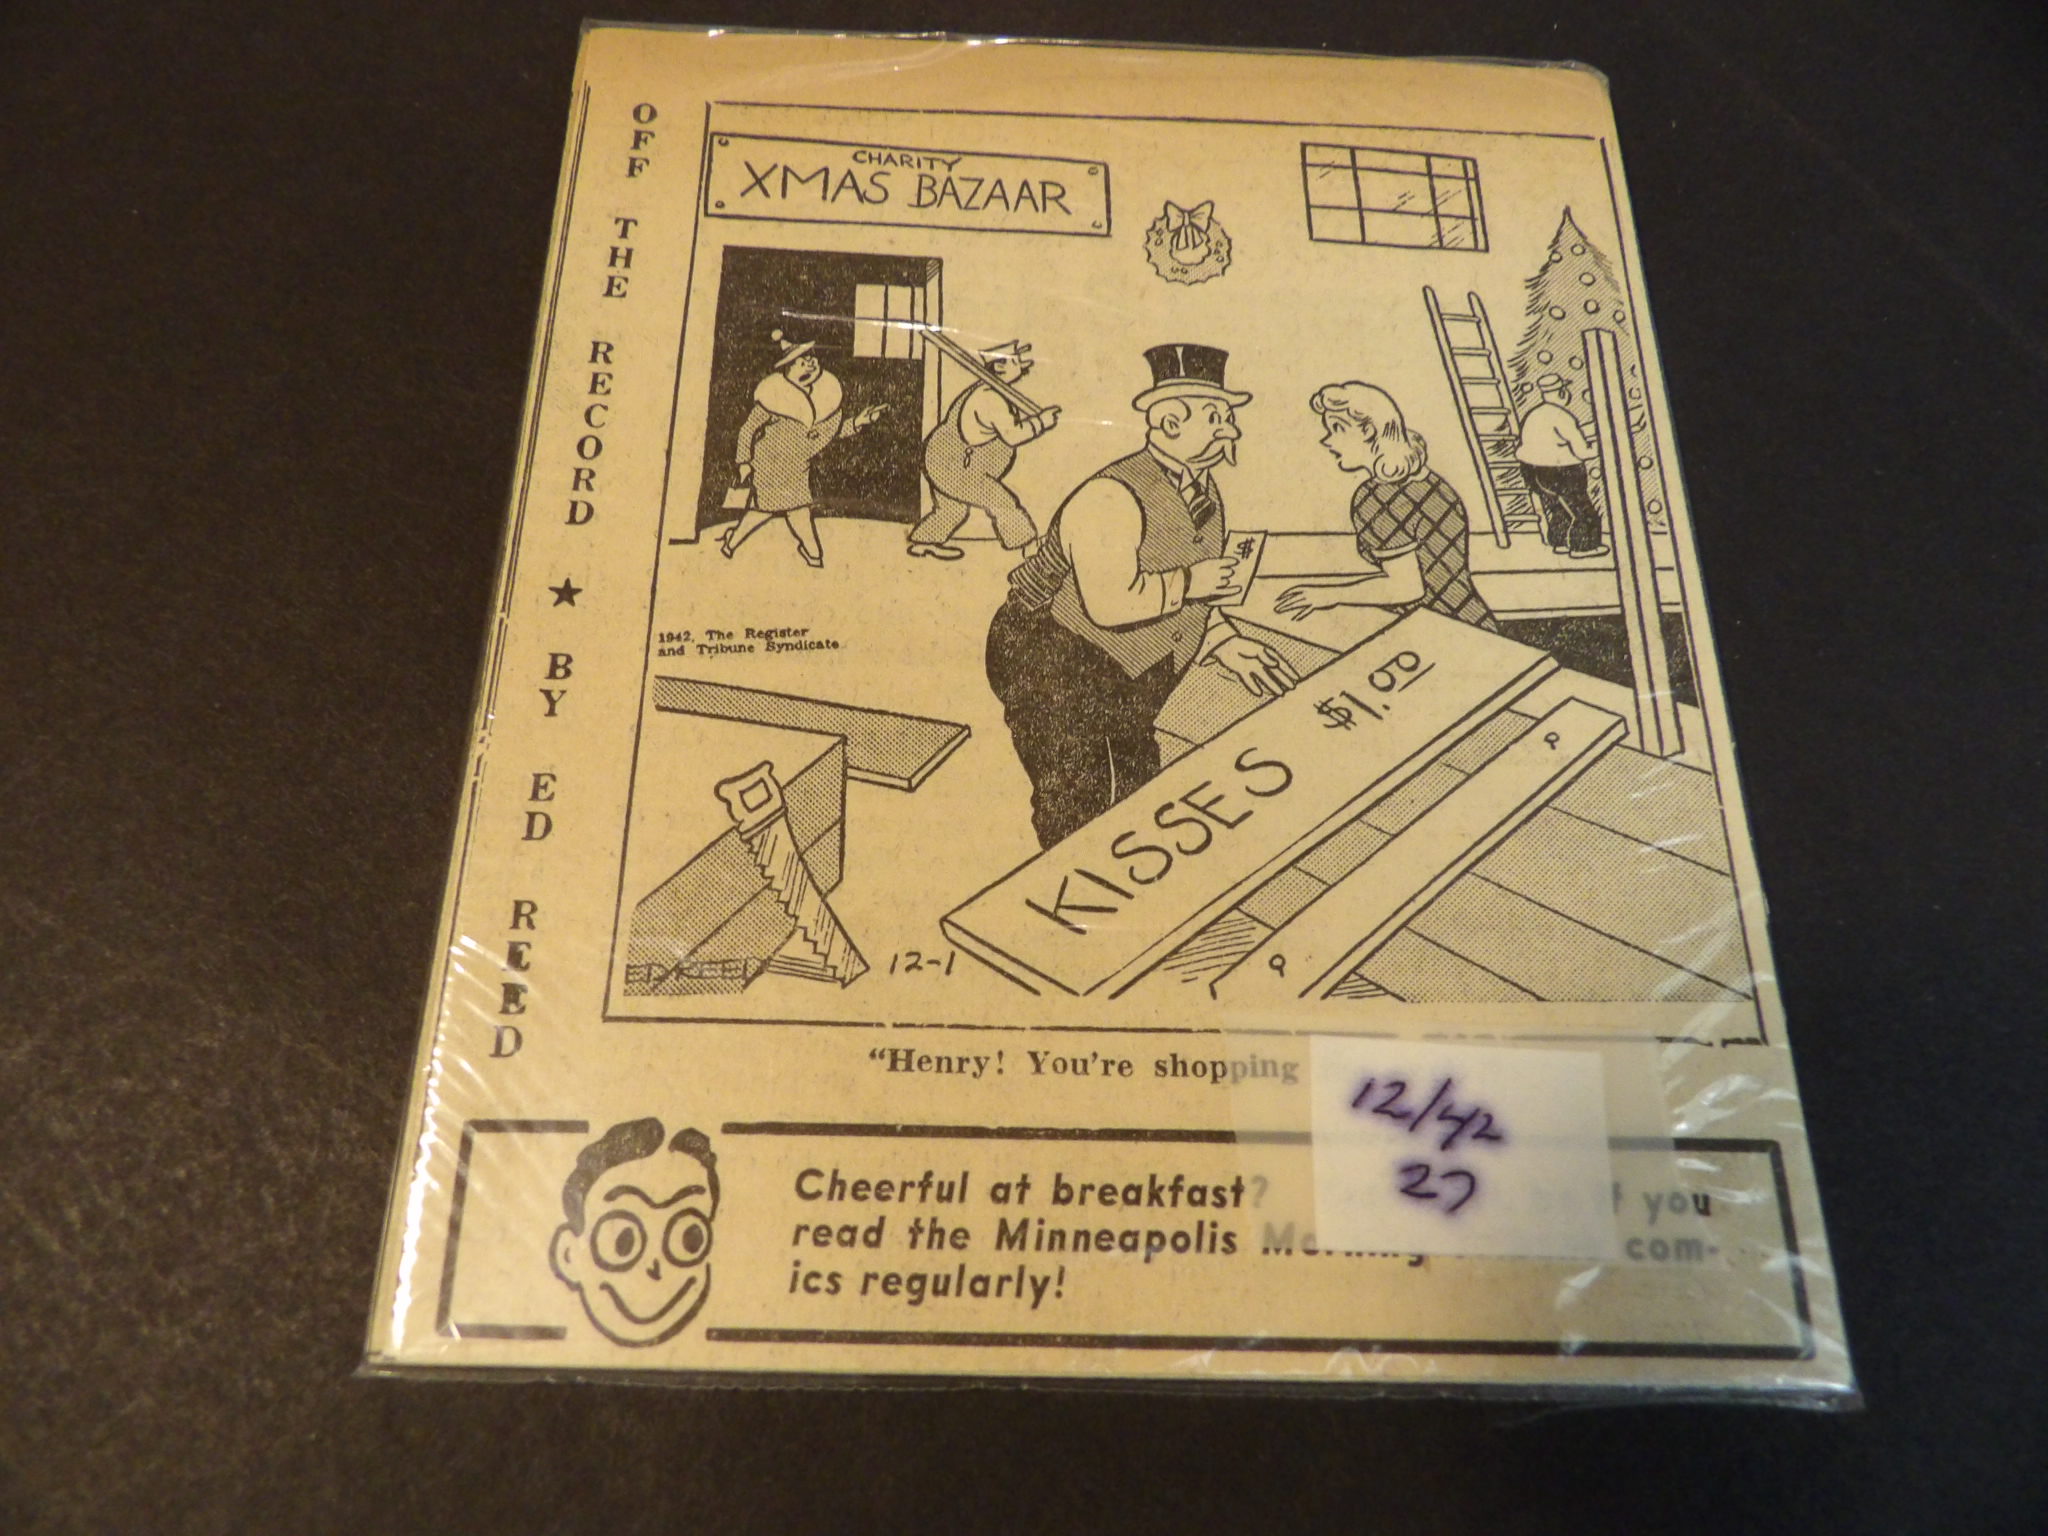 OFF THE RECORD ★ BY ED REED
CHARITY
XMAS BAZAAR
$
1942, The Register
and Tribune Syndicate
KISSES $1.00
12-1
"Henry! You're shopping
12/42
27
Cheerful at breakfast? you
read the Minneapolis Morning com-
ics regularly!